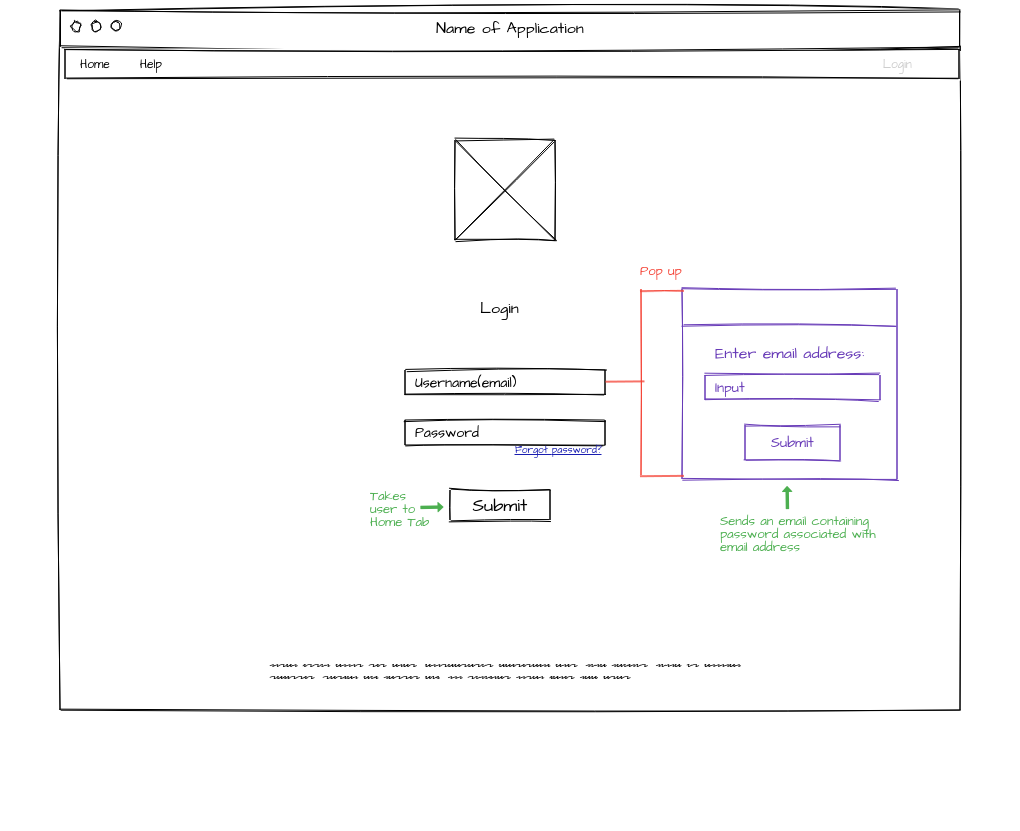 Name of Application
Home
Help
Login
Pop up
Login
Enter email address:
Username(email)
Input
Password
Forgot password?
Submit
Takes
user to
Home Tab
Submit
Sends an email containing
password associated with
email address